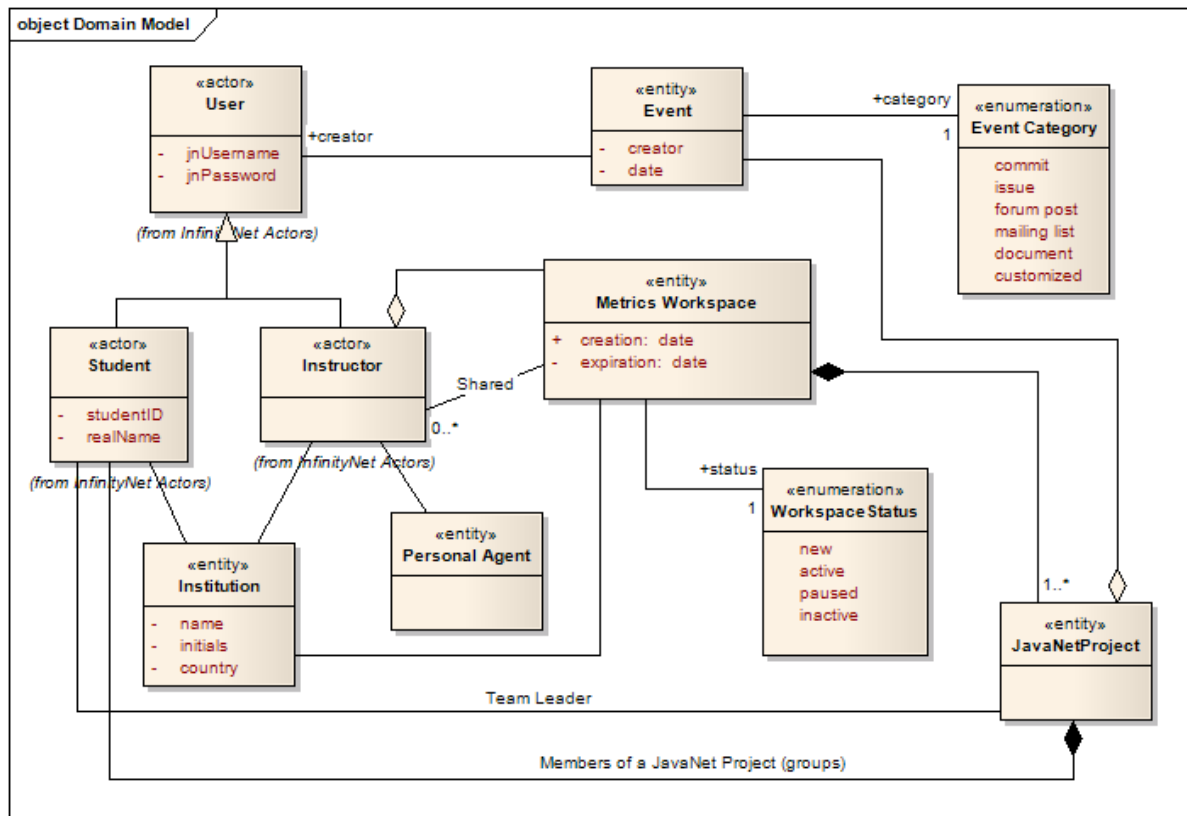 object Domain Model
«actor»
User
- jnUsername
- jnPassword
(from InfinityNet Actors)
+creator
«entity»
Event
- creator
- date
+category
1
«enumeration»
Event Category
commit
issue
forum post
mailing list
document
customized
«actor»
Student
- studentID
- realName
(from InfinityNet Actors)
«actor»
Instructor
(from InfinityNet Actors)
Shared
0..*
«entity»
Metrics Workspace
+ creation: date
- expiration: date
+status
1
«enumeration»
WorkspaceStatus
new
active
paused
inactive
«entity»
Personal Agent
«entity»
Institution
- name
- initials
- country
1..*
«entity»
JavaNetProject
Team Leader
Members of a JavaNet Project (groups)